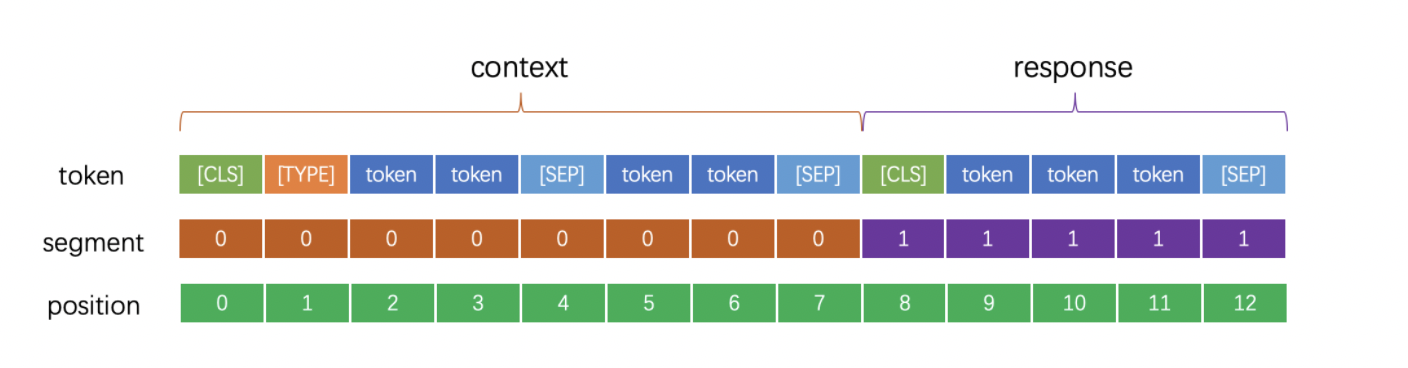 context response
token [CLS] [TYPE] token token [SEP] token token [SEP] [CLS] token token token [SEP]
segment 0 0 0 0 0 0 0 0 1 1 1 1 1
position 0 1 2 3 4 5 6 7 8 9 10 11 12